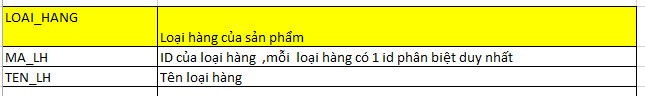 LOAI_HANG
Loại hàng của sản phẩm
MA_LH ID của loại hàng ,mỗi loại hàng có 1 id phân biệt duy nhất
TEN_LH Tên loại hàng